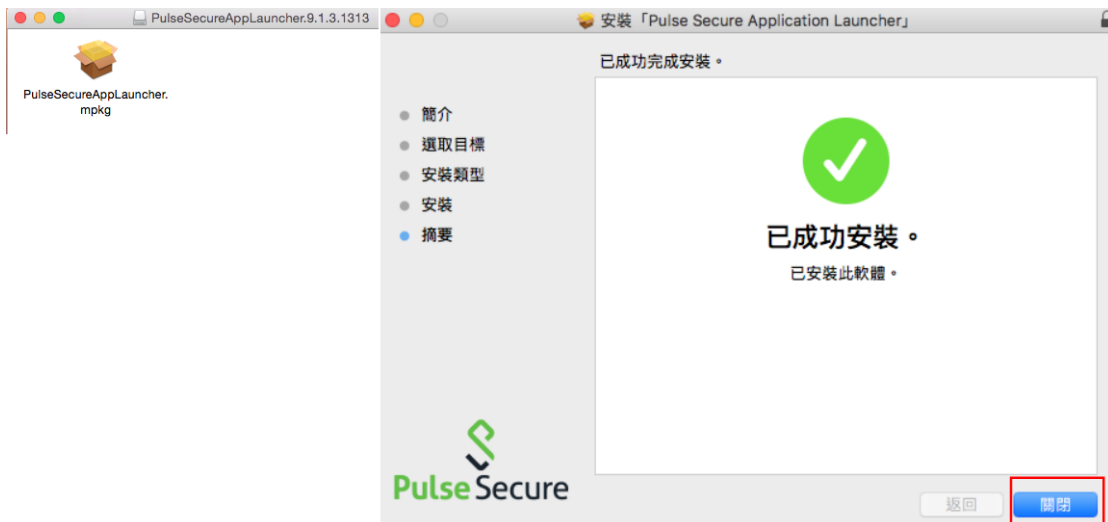 PulseSecureAppLauncher.9.1.3.1313
PulseSecureAppLauncher.
mpkg
安裝「Pulse Secure Application Launcher」
已成功完成安裝。
簡介
選取目標
安裝類型
安裝
摘要
已成功安裝。
已安裝此軟體。
Pulse Secure
返回
關閉